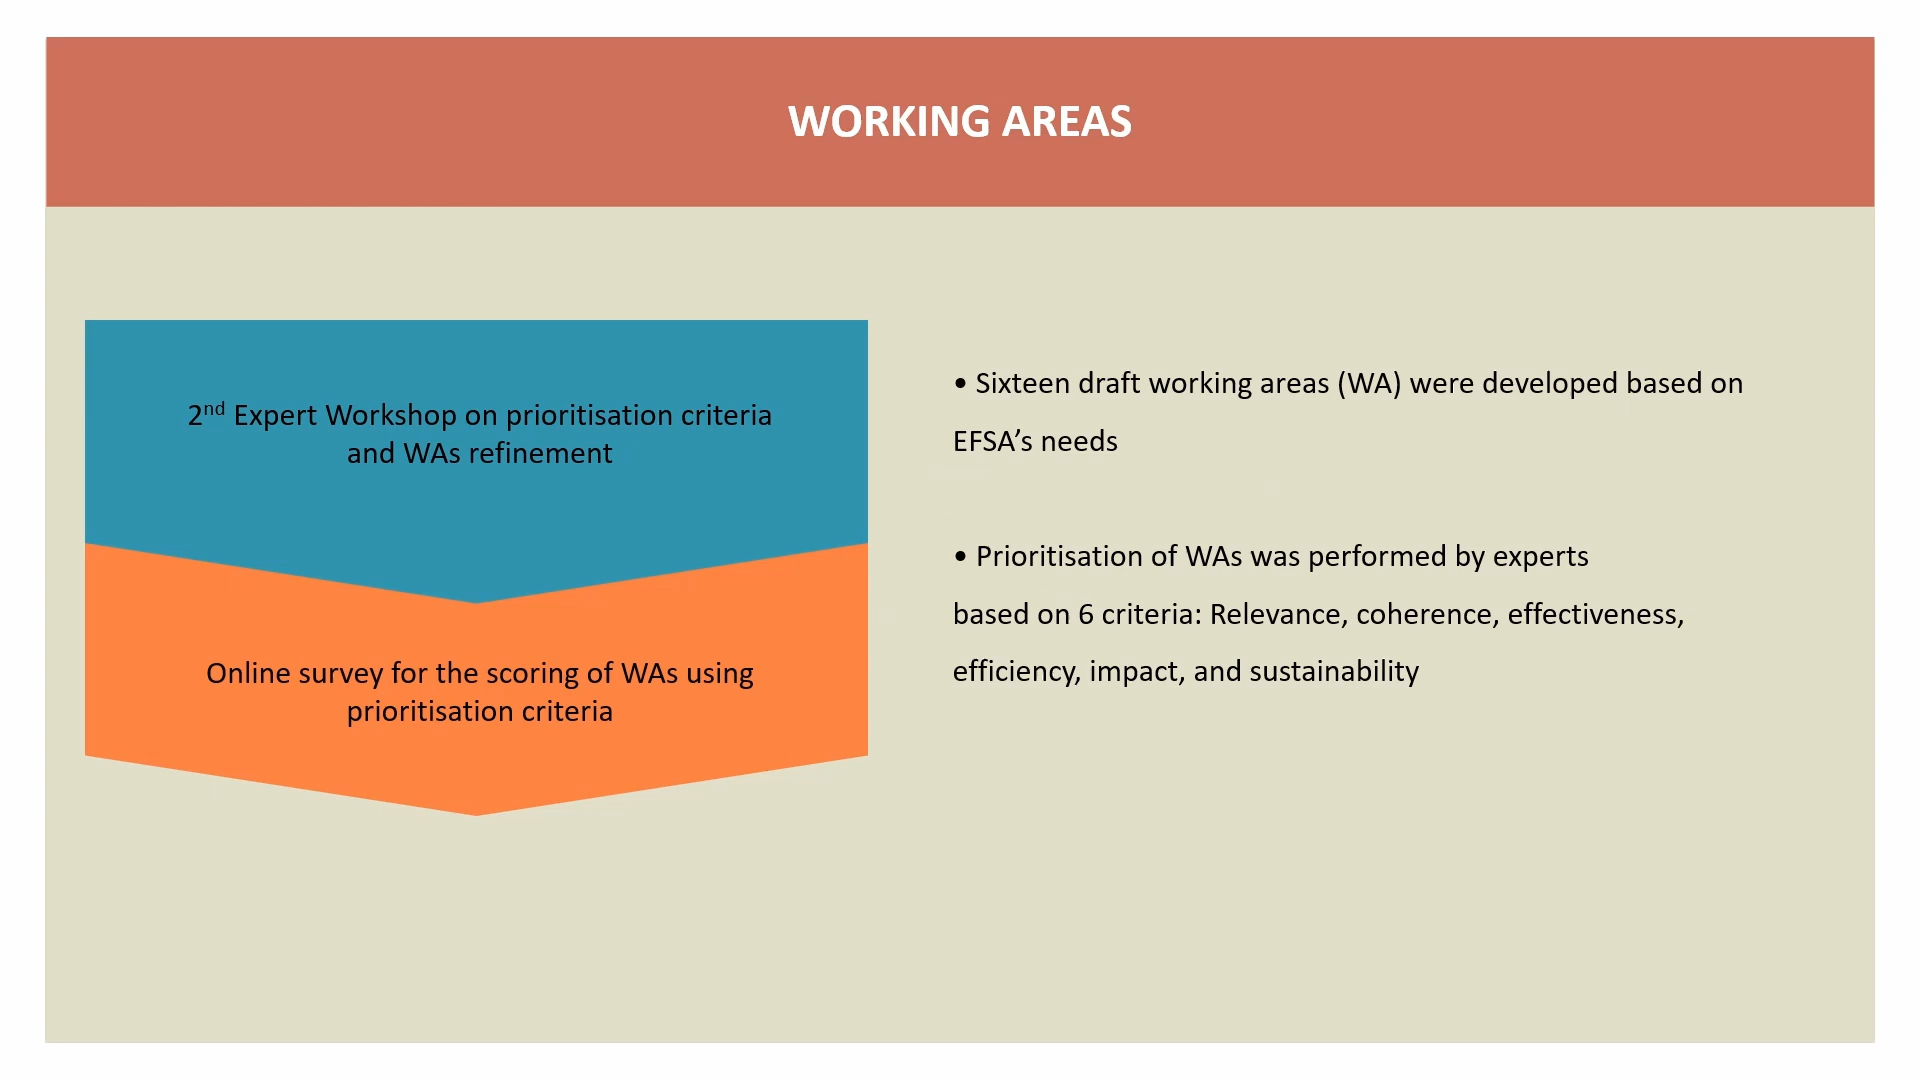 WORKING AREAS
2nd Expert Workshop on prioritisation criteria
and WAs refinement
Online survey for the scoring of WAs using
prioritisation criteria
• Sixteen draft working areas (WA) were developed based on
EFSA’s needs
• Prioritisation of WAs was performed by experts
based on 6 criteria: Relevance, coherence, effectiveness,
efficiency, impact, and sustainability